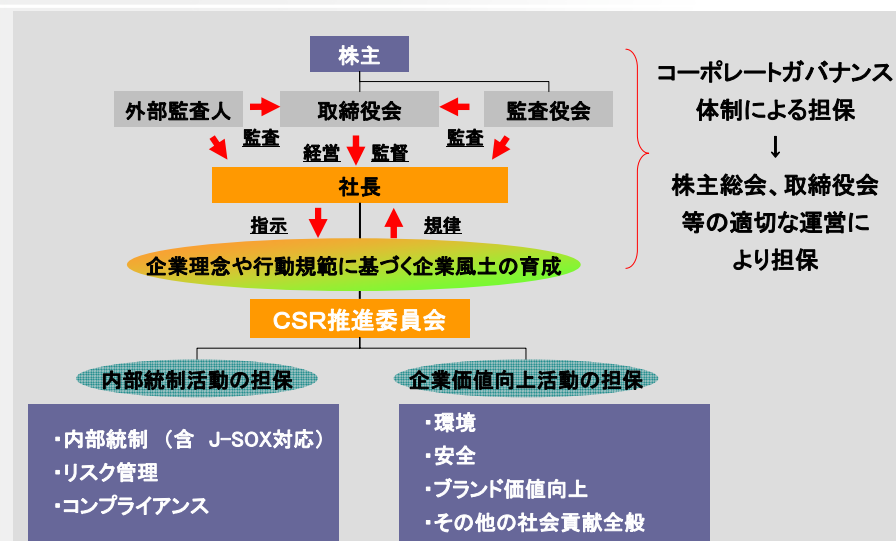 株主
コーポレートガバナンス
体制による担保
↓
株主総会、取締役会
等の適切な運営に
より担保
外部監査人
取締役会
監査役会
監査
経営
監督
監査
社長
指示
規律
企業理念や行動規範に基づく企業風土の育成
CSR推進委員会
内部統制活動の担保
企業価値向上活動の担保
・内部統制 （含 J-SOX対応）
・リスク管理
・コンプライアンス
・環境
・安全
・ブランド価値向上
・その他の社会貢献全般